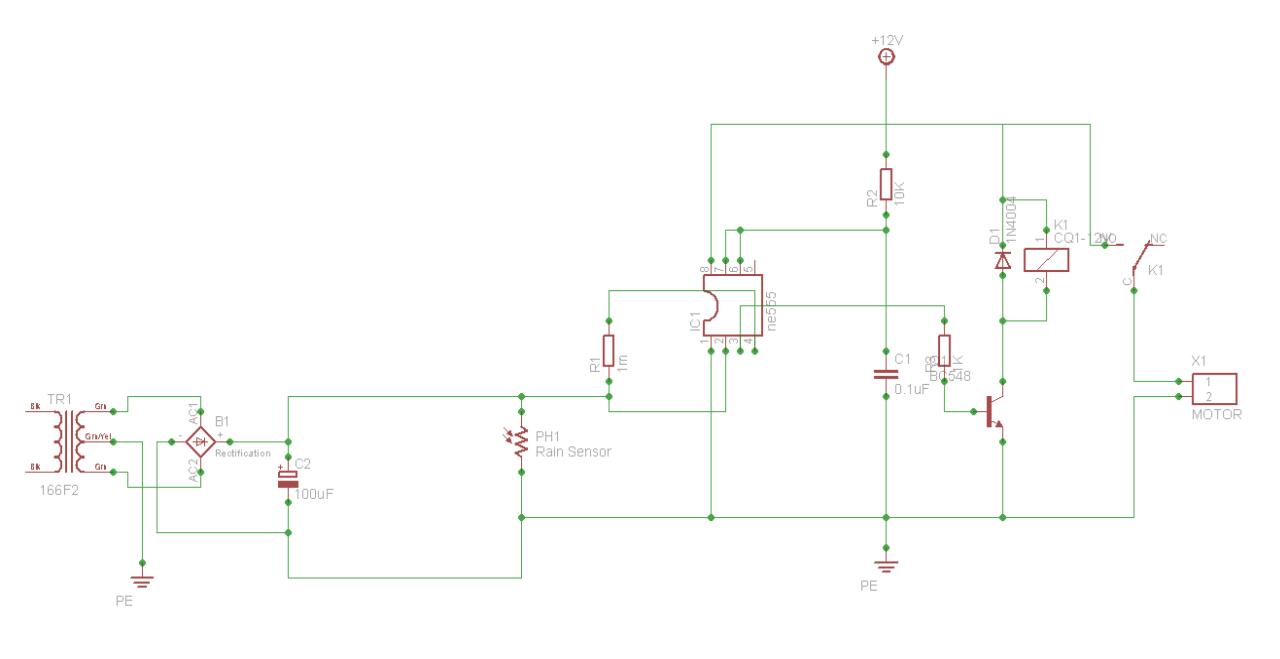 +12V
R2
10K
D1
1N4004
K1
CQ1-12V
NO
NC
K1
C
1
2
8
7
6
5
IC1
ne555
1
2
3
4
R1
1m
C1
0.1uF
1K
BC548
X1
1
2
MOTOR
TR1
Blk
Grn
Grn/Yel
Blk
Grn
166F2
AC1
B1
-
+
Rectification
AC2
+
C2
100uF
PH1
Rain Sensor
PE
PE